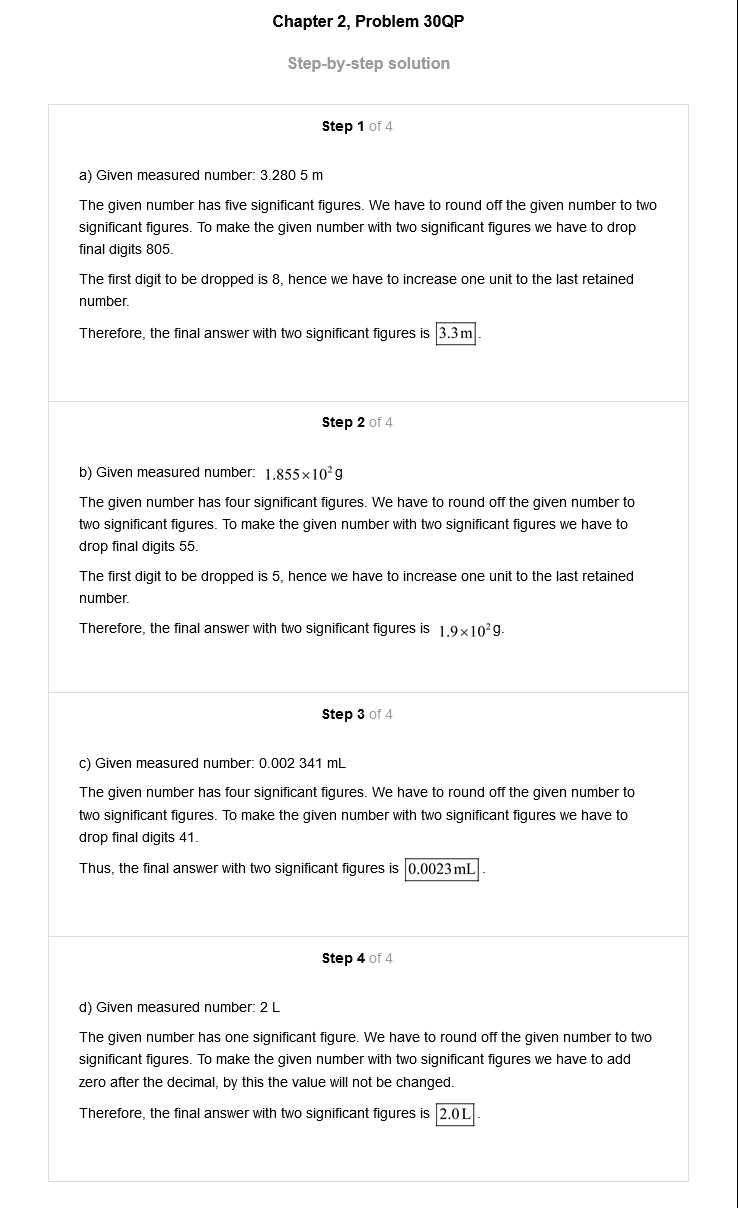 Chapter 2, Problem 30QP
Step-by-step solution
Step 1 of 4
a) Given measured number: 3.280 5 m
The given number has five significant figures. We have to round off the given number to two
significant figures. To make the given number with two significant figures we have to drop
final digits 805.
The first digit to be dropped is 8, hence we have to increase one unit to the last retained
number.
Therefore, the final answer with two significant figures is 3.3 m.
Step 2 of 4
b) Given measured number: 1.855×10² g
The given number has four significant figures. We have to round off the given number to
two significant figures. To make the given number with two significant figures we have to
drop final digits 55.
The first digit to be dropped is 5, hence we have to increase one unit to the last retained
number.
Therefore, the final answer with two significant figures is 1.9×10² g.
Step 3 of 4
c) Given measured number: 0.002 341 mL
The given number has four significant figures. We have to round off the given number to
two significant figures. To make the given number with two significant figures we have to
drop final digits 41.
Thus, the final answer with two significant figures is 0.0023 mL.
Step 4 of 4
d) Given measured number: 2 L
The given number has one significant figure. We have to round off the given number to two
significant figures. To make the given number with two significant figures we have to add
zero after the decimal, by this the value will not be changed.
Therefore, the final answer with two significant figures is 2.0 L.